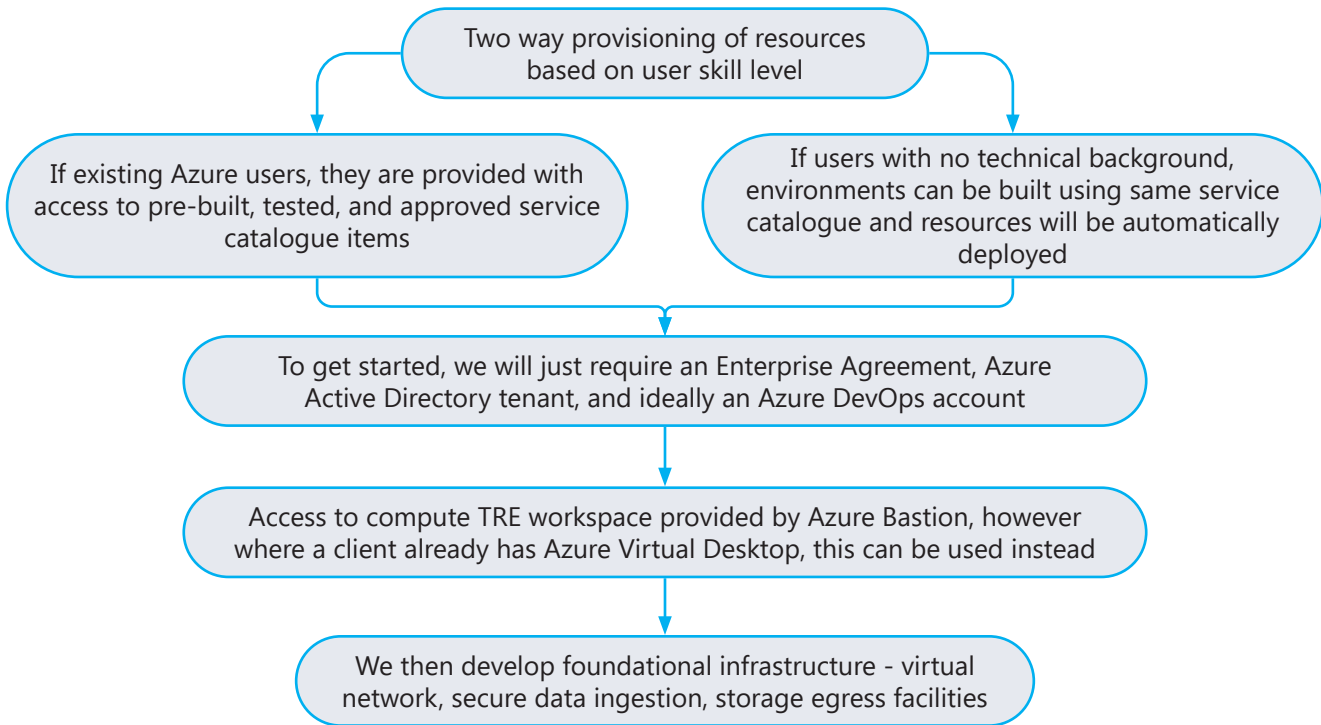 Two way provisioning of resources
based on user skill level
If existing Azure users, they are provided with
access to pre-built, tested, and approved service
catalogue items
If users with no technical background,
environments can be built using same service
catalogue and resources will be automatically
deployed
To get started, we will just require an Enterprise Agreement, Azure
Active Directory tenant, and ideally an Azure DevOps account
Access to compute TRE workspace provided by Azure Bastion, however
where a client already has Azure Virtual Desktop, this can be used instead
We then develop foundational infrastructure - virtual
network, secure data ingestion, storage egress facilities